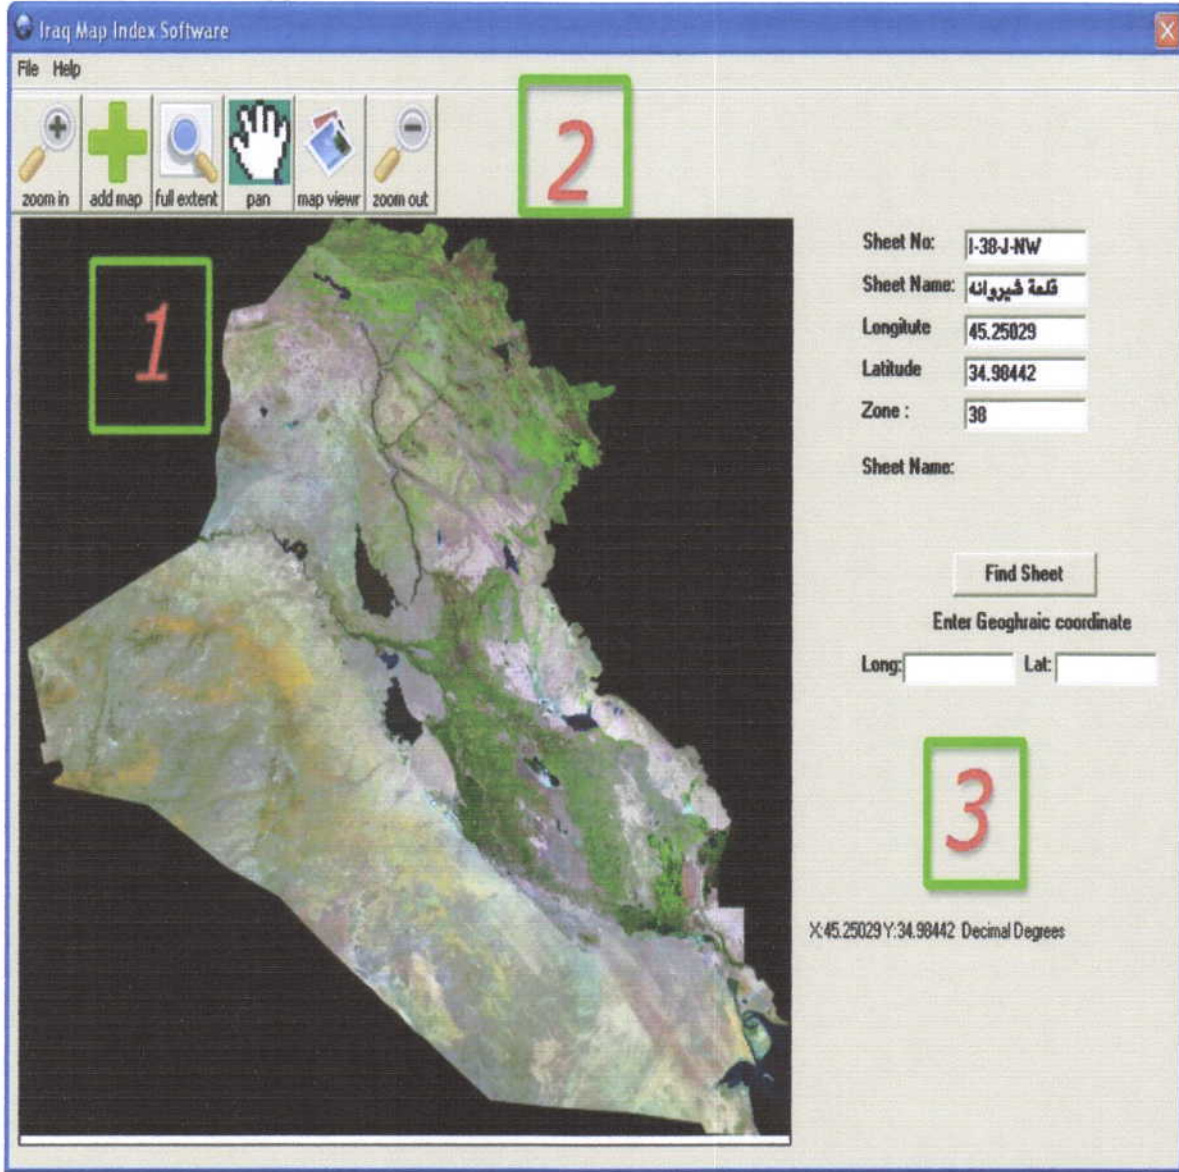 Iraq Map Index Software
File Help
zoom in add map full extent pan map viewr zoom out
2
1
Sheet No: I-38-J-NW
Sheet Name: قلعة شيروانه
Longitute 45.25029
Latitude 34.98442
Zone : 38
Sheet Name:
Find Sheet
Enter Geoghraic coordinate
Long: Lat:
3
X:45.25029 Y:34.98442 Decimal Degrees